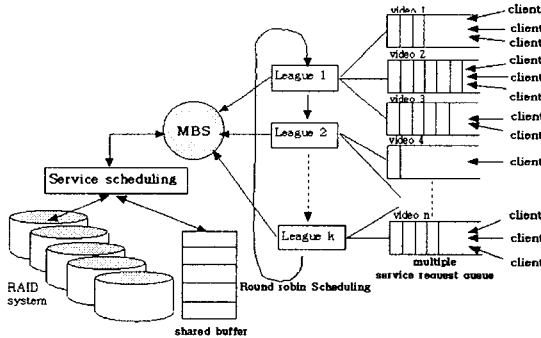 video 1
client
client
client
League 1
video 2
client
client
client
video 3
client
client
MBS
League 2
video 4
client
Service scheduling
League k
video n
client
client
client
RAID
system
Round robin Scheduling
multiple
service request queue
shared buffer